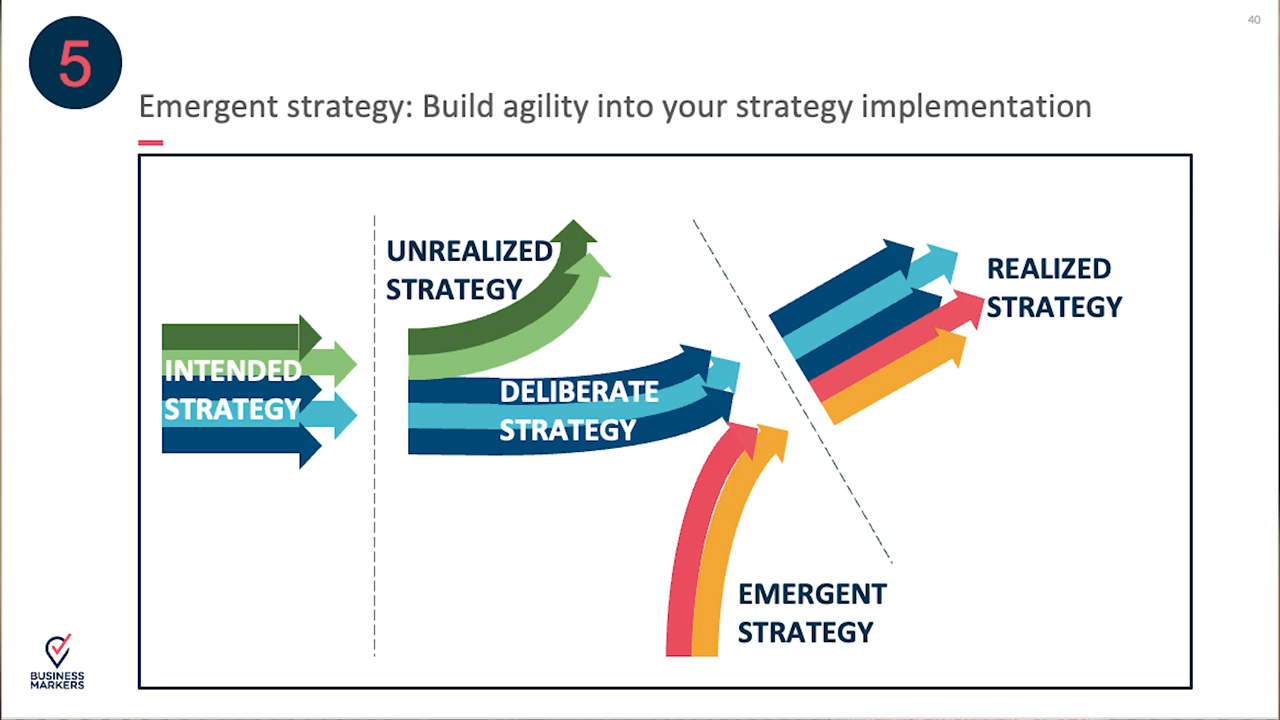 40
5
Emergent strategy: Build agility into your strategy implementation
UNREALIZED
STRATEGY
REALIZED
STRATEGY
INTENDED
STRATEGY
DELIBERATE
STRATEGY
EMERGENT
STRATEGY
BUSINESS
MARKERS